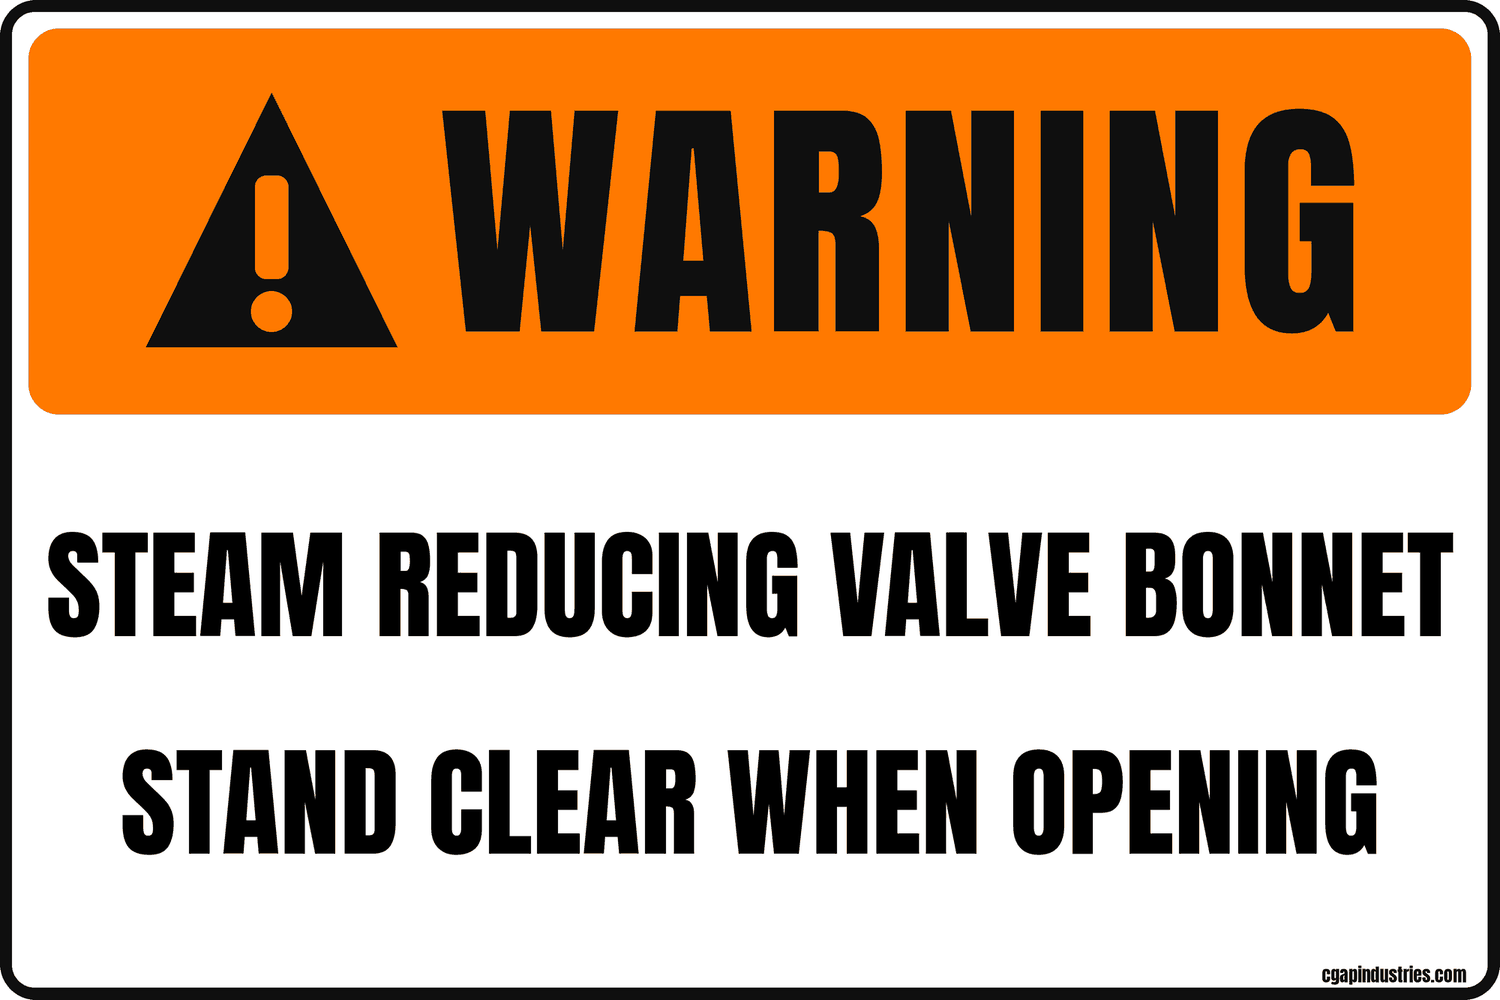 WARNING
STEAM REDUCING VALVE BONNET
STAND CLEAR WHEN OPENING
cgapindustries.com